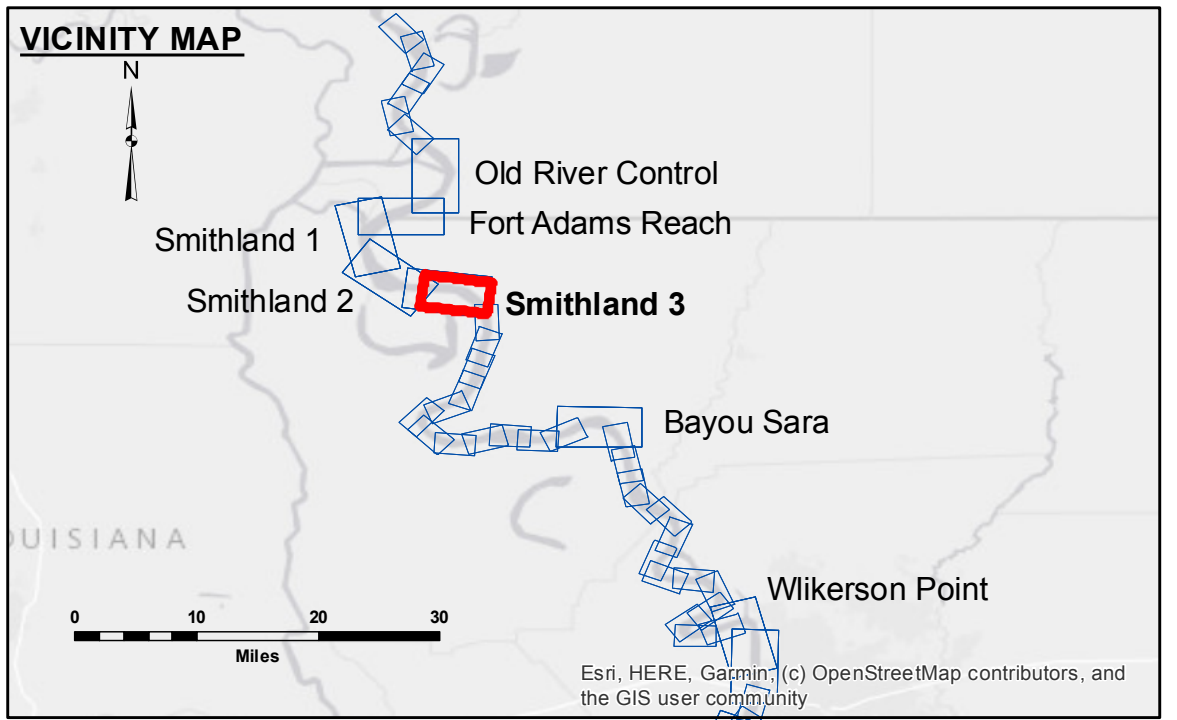 VICINITY MAP
N
Old River Control
Fort Adams Reach
Smithland 1
Smithland 2
Smithland 3
Bayou Sara
OUISIANA
Wlikerson Point
0 10 20 30
Miles
Esri, HERE, Garmin, (c) OpenStreetMap contributors, and
the GIS user community